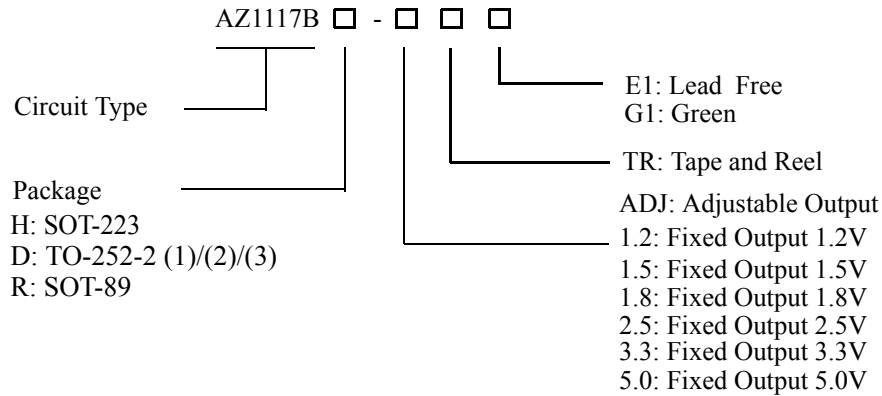 AZ1117B □ - □ □ □
Circuit Type
Package
H: SOT-223
D: TO-252-2 (1)/(2)/(3)
R: SOT-89
E1: Lead Free
G1: Green
TR: Tape and Reel
ADJ: Adjustable Output
1.2: Fixed Output 1.2V
1.5: Fixed Output 1.5V
1.8: Fixed Output 1.8V
2.5: Fixed Output 2.5V
3.3: Fixed Output 3.3V
5.0: Fixed Output 5.0V